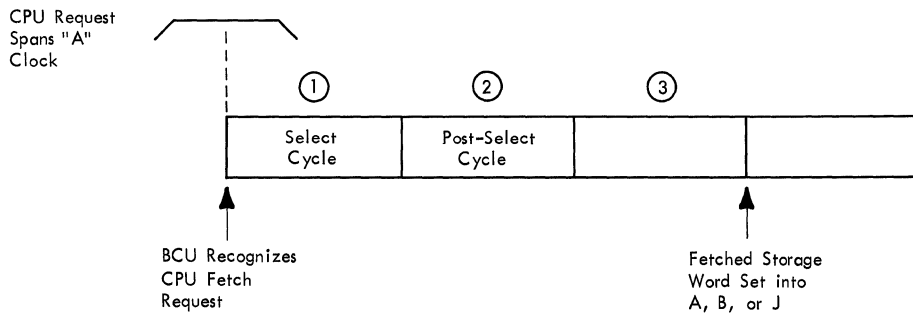 CPU Request
Spans "A"
Clock
1
2
3
Select
Cycle
Post-Select
Cycle
BCU Recognizes
CPU Fetch
Request
Fetched Storage
Word Set into
A, B, or J